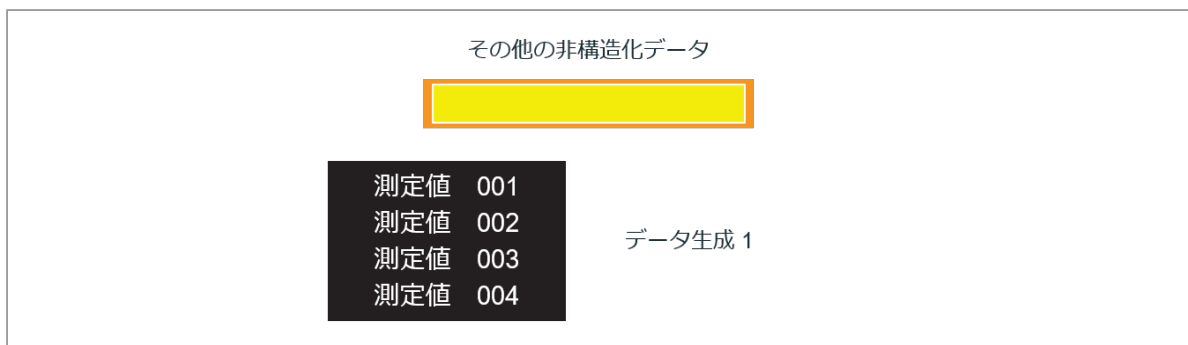 その他の非構造化データ
測定値　001
測定値　002
測定値　003
測定値　004
データ生成 1